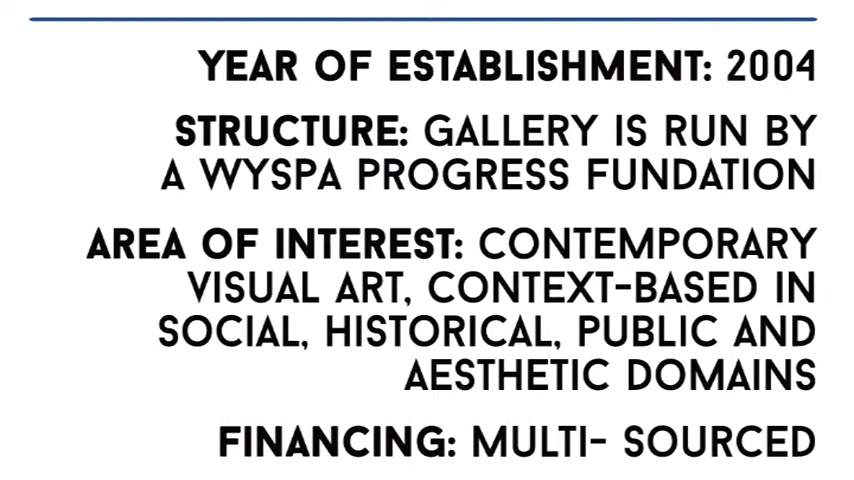 YEAR OF ESTABLISHMENT: 2004
STRUCTURE: GALLERY IS RUN BY
A WYSPA PROGRESS FUNDATION
AREA OF INTEREST: CONTEMPORARY
VISUAL ART, CONTEXT-BASED IN
SOCIAL, HISTORICAL, PUBLIC AND
AESTHETIC DOMAINS
FINANCING: MULTI- SOURCED